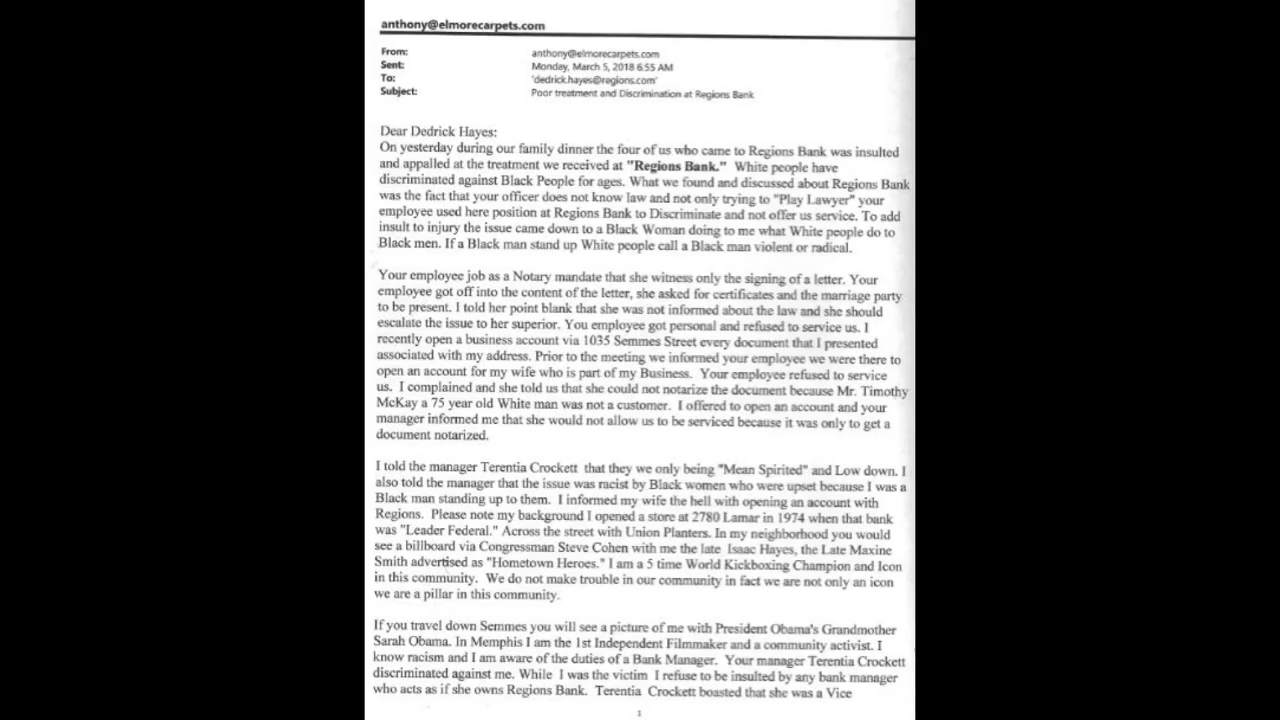 anthony@elmorecarpets.com
From: anthony@elmorecarpets.com
Sent: Monday, March 5, 2018 6:55 AM
To: 'dedrick.hayes@regions.com'
Subject: Poor treatment and Discrimination at Regions Bank
Dear Dedrick Hayes:
On yesterday during our family dinner the four of us who came to Regions Bank was insulted
and appalled at the treatment we received at "Regions Bank." White people have
discriminated against Black People for ages. What we found and discussed about Regions Bank
was the fact that your officer does not know law and not only trying to "Play Lawyer" your
employee used here position at Regions Bank to Discriminate and not offer us service. To add
insult to injury the issue came down to a Black Woman doing to me what White people do to
Black men. If a Black man stand up White people call a Black man violent or radical.
Your employee job as a Notary mandate that she witness only the signing of a letter. Your
employee got off into the content of the letter, she asked for certificates and the marriage party
to be present. I told her point blank that she was not informed about the law and she should
escalate the issue to her superior. You employee got personal and refused to service us. I
recently open a business account via 1035 Semmes Street every document that I presented
associated with my address. Prior to the meeting we informed your employee we were there to
open an account for my wife who is part of my Business. Your employee refused to service
us. I complained and she told us that she could not notarize the document because Mr. Timothy
McKay a 75 year old White man was not a customer. I offered to open an account and your
manager informed me that she would not allow us to be serviced because it was only to get a
document notarized.
I told the manager Terentia Crockett that they we only being "Mean Spirited" and Low down. I
also told the manager that the issue was racist by Black women who were upset because I was a
Black man standing up to them. I informed my wife the hell with opening an account with
Regions. Please note my background I opened a store at 2780 Lamar in 1974 when that bank
was "Leader Federal." Across the street with Union Planters. In my neighborhood you would
see a billboard via Congressman Steve Cohen with me the late Isaac Hayes, the Late Maxine
Smith advertised as "Hometown Heroes." I am a 5 time World Kickboxing Champion and Icon
in this community. We do not make trouble in our community in fact we are not only an icon
we are a pillar in this community.
If you travel down Semmes you will see a picture of me with President Obama's Grandmother
Sarah Obama. In Memphis I am the 1st Independent Filmmaker and a community activist. I
know racism and I am aware of the duties of a Bank Manager. Your manager Terentia Crockett
discriminated against me. While I was the victim I refuse to be insulted by any bank manager
who acts as if she owns Regions Bank. Terentia Crockett boasted that she was a Vice
1